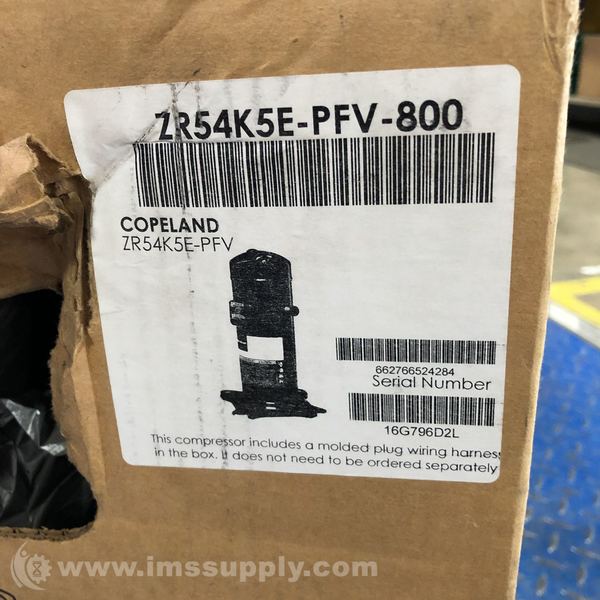 ZR54K5E-PFV-800
COPELAND
ZR54K5E-PFV
662766524284
Serial Number
16G796D2L
This compressor includes a molded plug wiring harness
in the box. It does not need to be ordered separately
www.imssupply.com